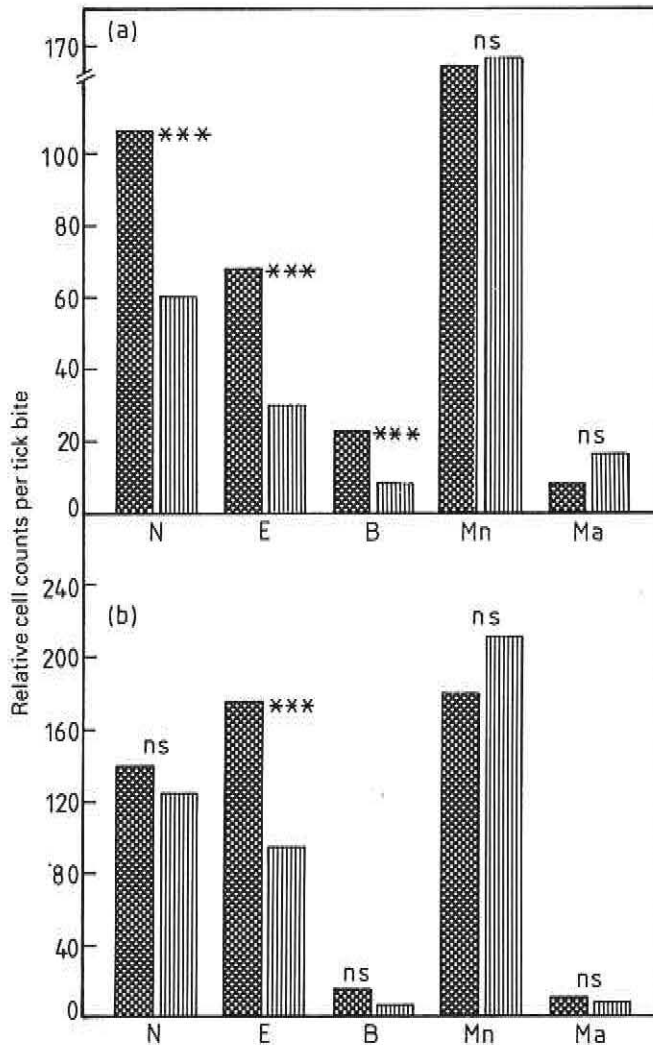 Relative cell counts per tick bite
(a)
170
100
80
60
40
20
0
***
***
***
ns
ns
N E B Mn Ma
(b)
240
200
160
120
80
40
0
ns
***
ns
ns
ns
N E B Mn Ma